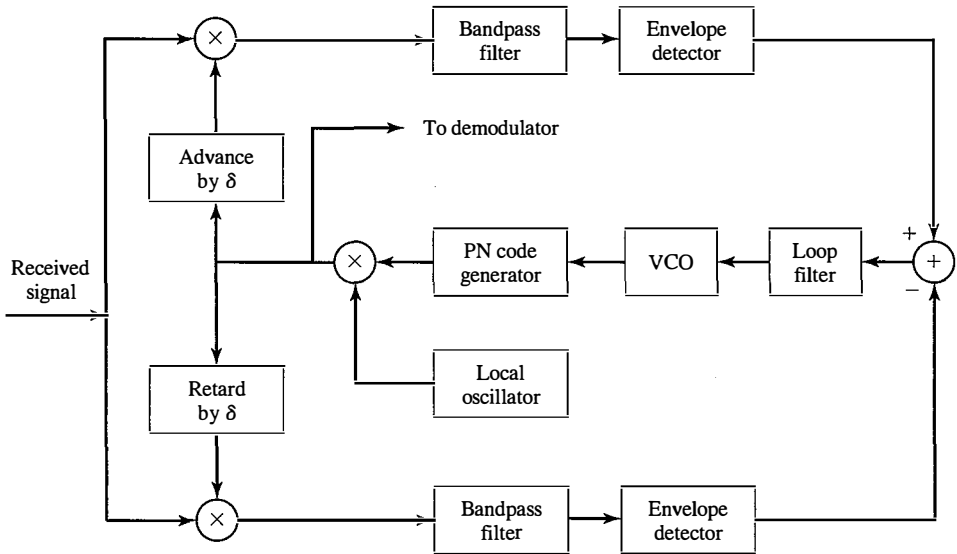 ×
Bandpass
filter
Envelope
detector
To demodulator
Advance
by δ
Received
signal
×
PN code
generator
VCO
Loop
filter
+
+
−
Retard
by δ
Local
oscillator
×
Bandpass
filter
Envelope
detector